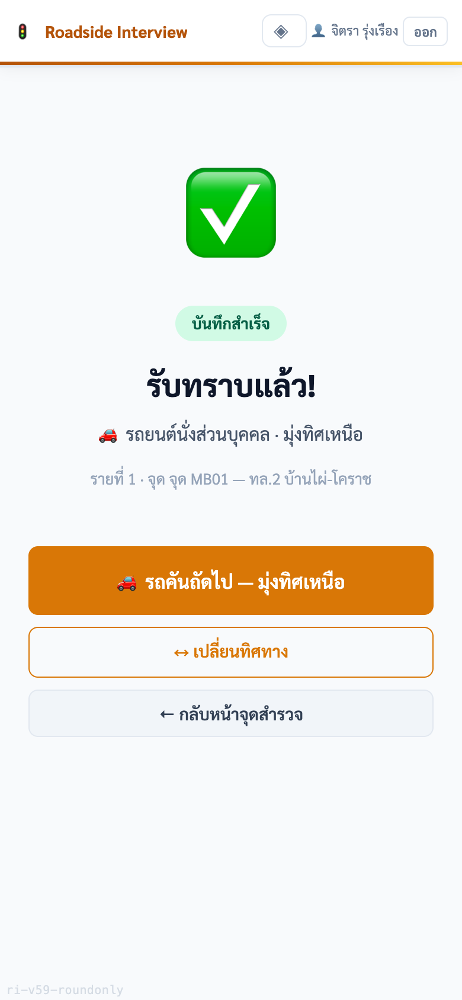 Roadside Interview
จิตรา รุ่งเรือง
ออก
บันทึกสำเร็จ
รับทราบแล้ว!
รถยนต์นั่งส่วนบุคคล · มุ่งทิศเหนือ
รายที่ 1 · จุด จุด MB01 — ทล.2 บ้านไผ่-โคราช
รถคันถัดไป — มุ่งทิศเหนือ
↔ เปลี่ยนทิศทาง
← กลับหน้าจุดสำรวจ
ri-v59-roundonly